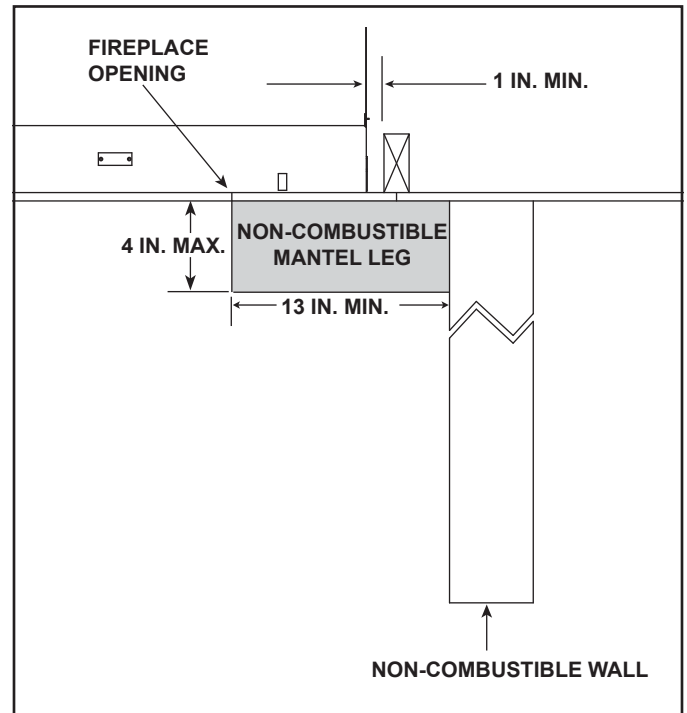 FIREPLACE
OPENING
1 IN. MIN.
4 IN. MAX.
NON-COMBUSTIBLE
MANTEL LEG
13 IN. MIN.
NON-COMBUSTIBLE WALL